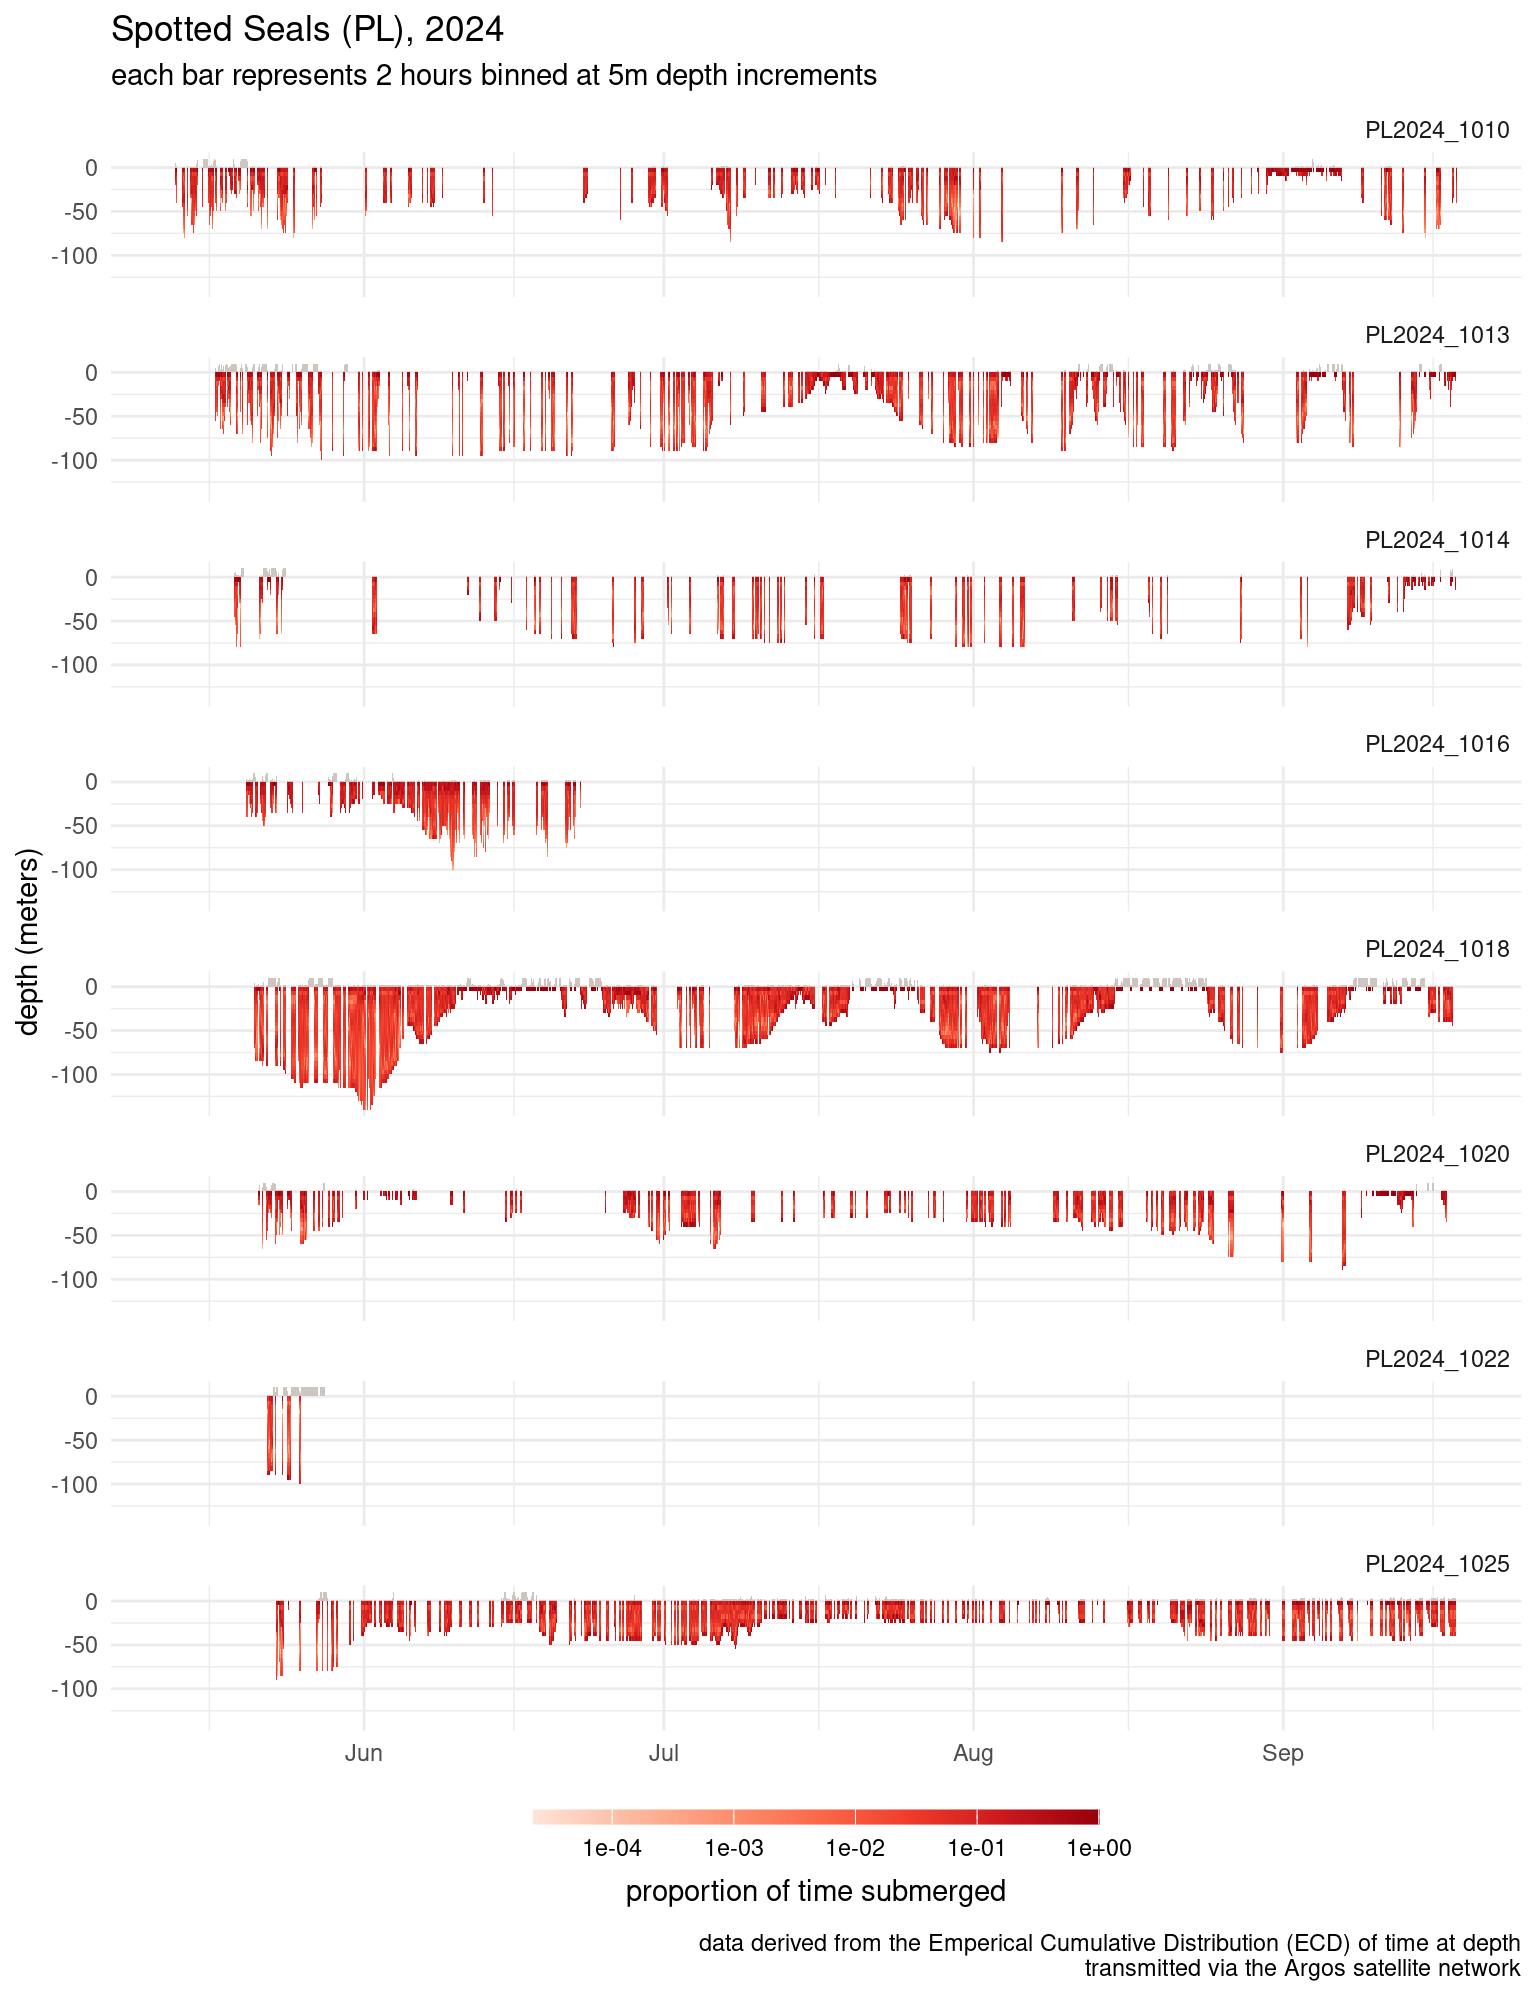 Spotted Seals (PL), 2024
each bar represents 2 hours binned at 5m depth increments
PL2024_1010
0
-50
-100
PL2024_1013
0
-50
-100
PL2024_1014
0
-50
-100
PL2024_1016
0
-50
-100
depth (meters)
PL2024_1018
0
-50
-100
PL2024_1020
0
-50
-100
PL2024_1022
0
-50
-100
PL2024_1025
0
-50
-100
Jun Jul Aug Sep
1e-04 1e-03 1e-02 1e-01 1e+00
proportion of time submerged
data derived from the Emperical Cumulative Distribution (ECD) of time at depth
transmitted via the Argos satellite network